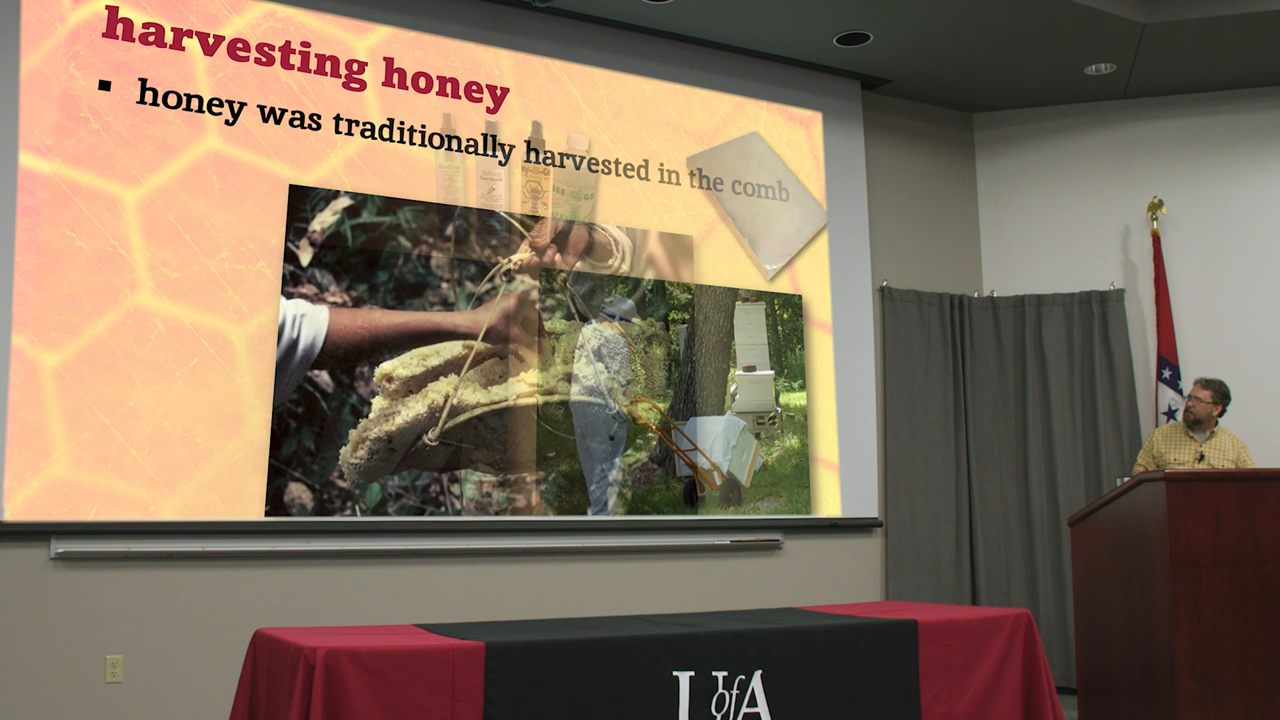 harvesting honey
▪ honey was traditionally harvested in the comb
UofA